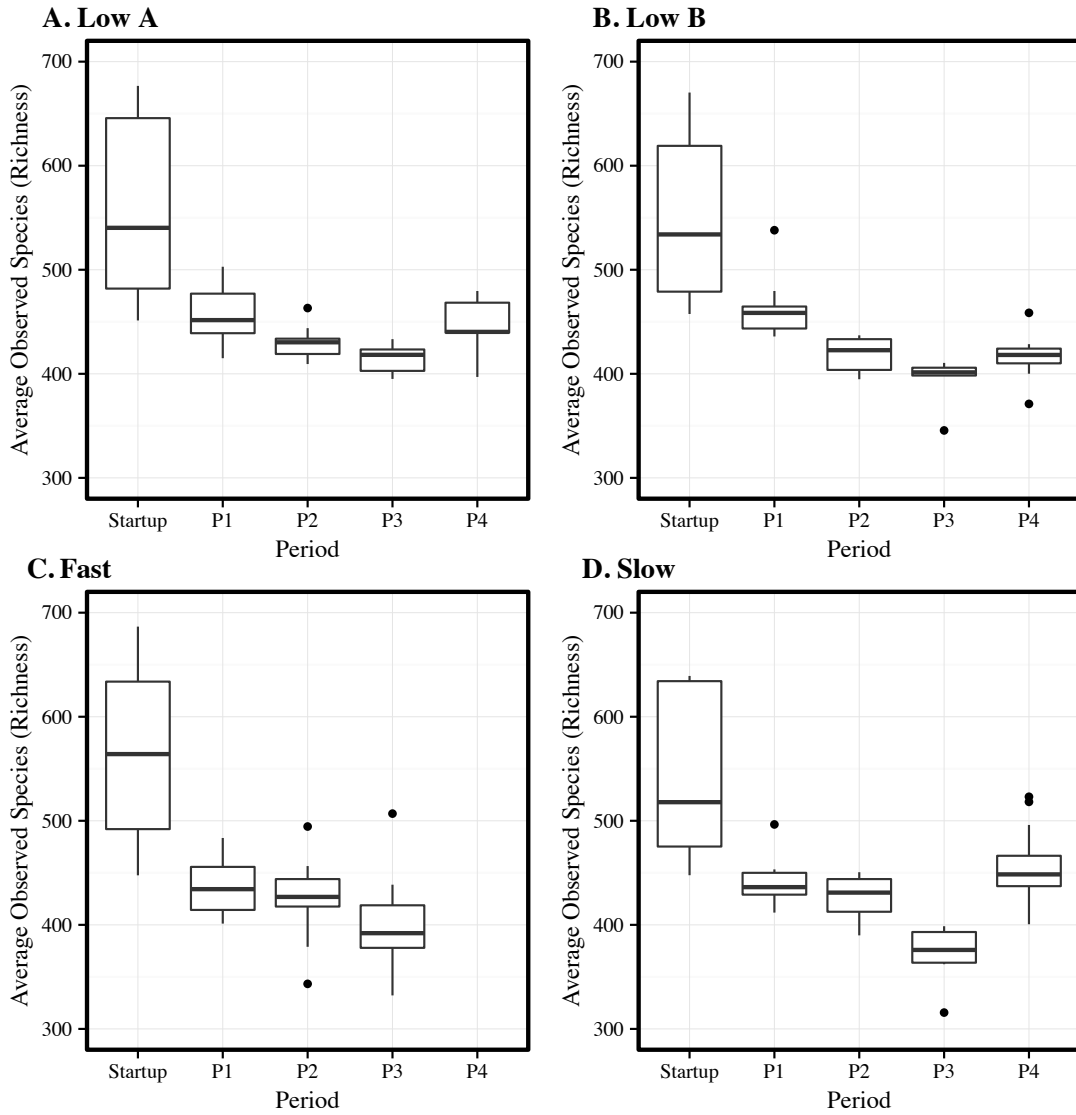 A. Low A
Average Observed Species (Richness)
700
600
500
400
300
Startup P1 P2 P3 P4
Period
B. Low B
Average Observed Species (Richness)
700
600
500
400
300
Startup P1 P2 P3 P4
Period
C. Fast
Average Observed Species (Richness)
700
600
500
400
300
Startup P1 P2 P3 P4
Period
D. Slow
Average Observed Species (Richness)
700
600
500
400
300
Startup P1 P2 P3 P4
Period